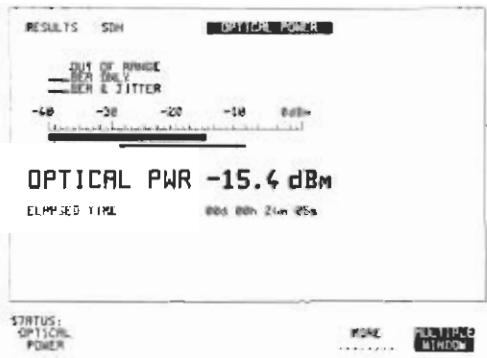 RESULTS SDH OPTICAL POWER
OUT OF RANGE
BER ONLY
BER & JITTER
-40 -30 -20 -10 0dBm
OPTICAL PWR -15.4 dBm
ELAPSED TIME 00d 00h 24m 05s
STATUS:
OPTICAL
POWER
MORE MULTIPLE
WINDOW